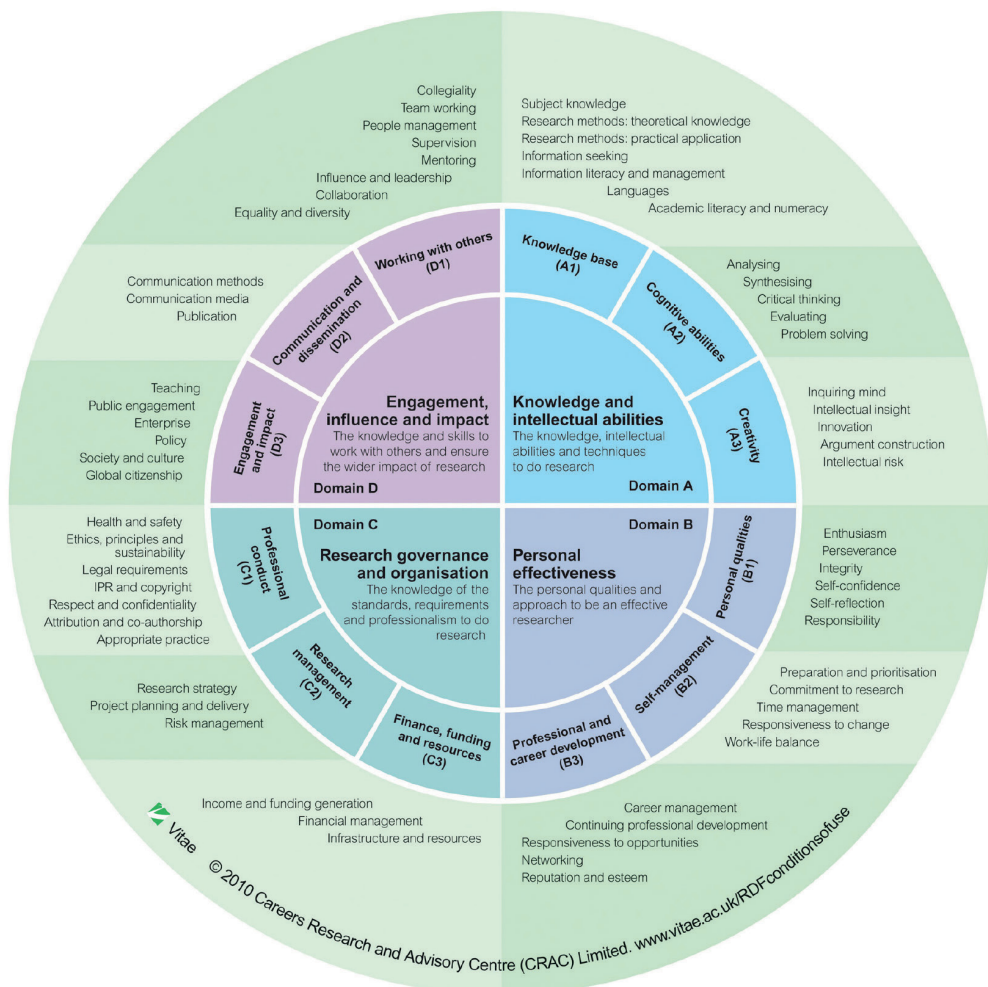 Collegiality
Team working
People management
Supervision
Mentoring
Influence and leadership
Collaboration
Equality and diversity
Subject knowledge
Research methods: theoretical knowledge
Research methods: practical application
Information seeking
Information literacy and management
Languages
Academic literacy and numeracy
Working with others
(D1)
Knowledge base
(A1)
Communication methods
Communication media
Publication
Communication and
dissemination
(D2)
Cognitive abilities
(A2)
Analysing
Synthesising
Critical thinking
Evaluating
Problem solving
Teaching
Public engagement
Enterprise
Policy
Society and culture
Global citizenship
Engagement
and impact
(D3)
Engagement,
influence and impact
The knowledge and skills to
work with others and ensure
the wider impact of research
Domain D
Knowledge and
intellectual abilities
The knowledge, intellectual
abilities and techniques
to do research
Domain A
Creativity
(A3)
Inquiring mind
Intellectual insight
Innovation
Argument construction
Intellectual risk
Health and safety
Ethics, principles and
sustainability
Legal requirements
IPR and copyright
Respect and confidentiality
Attribution and co-authorship
Appropriate practice
Professional
conduct
(C1)
Domain C
Research governance
and organisation
The knowledge of the
standards, requirements
and professionalism to do
research
Domain B
Personal
effectiveness
The personal qualities and
approach to be an effective
researcher
Personal qualities
(B1)
Enthusiasm
Perseverance
Integrity
Self-confidence
Self-reflection
Responsibility
Research strategy
Project planning and delivery
Risk management
Research
management
(C2)
Self-management
(B2)
Preparation and prioritisation
Commitment to research
Time management
Responsiveness to change
Work-life balance
Finance, funding
and resources
(C3)
Professional and
career development
(B3)
Income and funding generation
Financial management
Infrastructure and resources
Career management
Continuing professional development
Responsiveness to opportunities
Networking
Reputation and esteem
Vitae © 2010 Careers Research and Advisory Centre (CRAC) Limited. www.vitae.ac.uk/RDFconditionsofuse